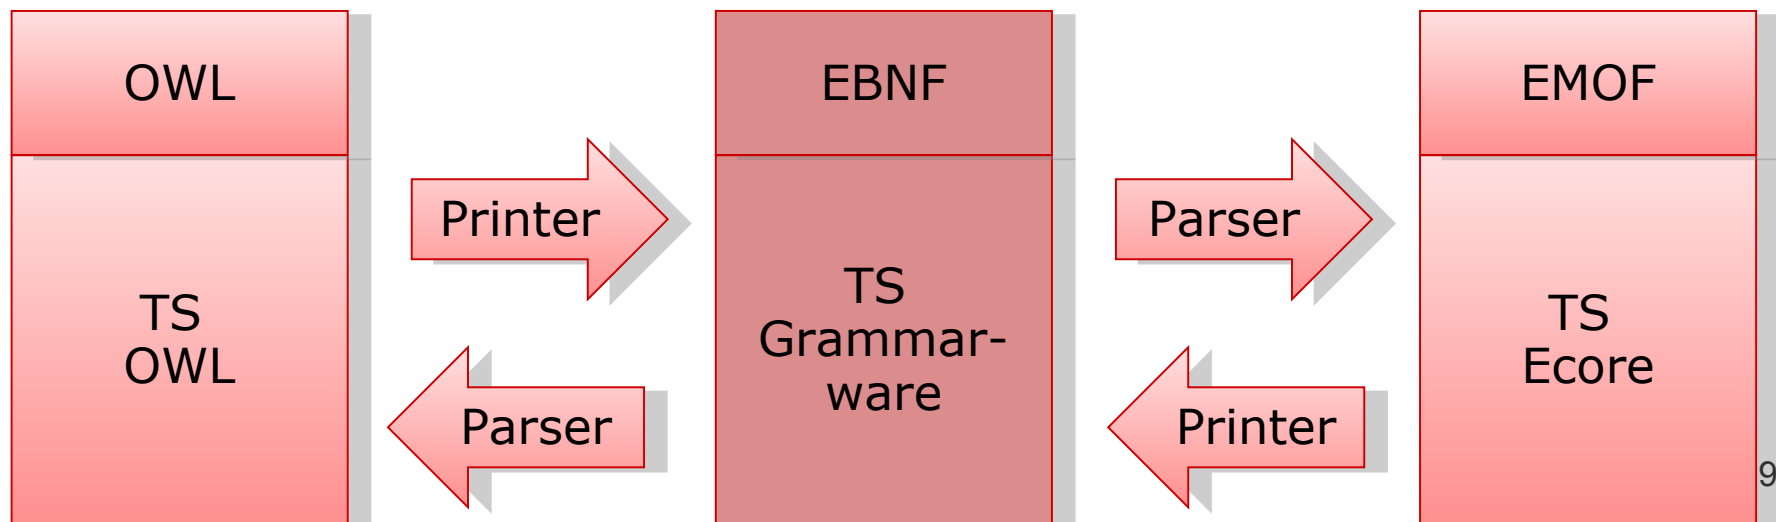 OWL
EBNF
EMOF
Printer
Parser
TS
OWL
TS
Grammar-
ware
TS
Ecore
Parser
Printer
9